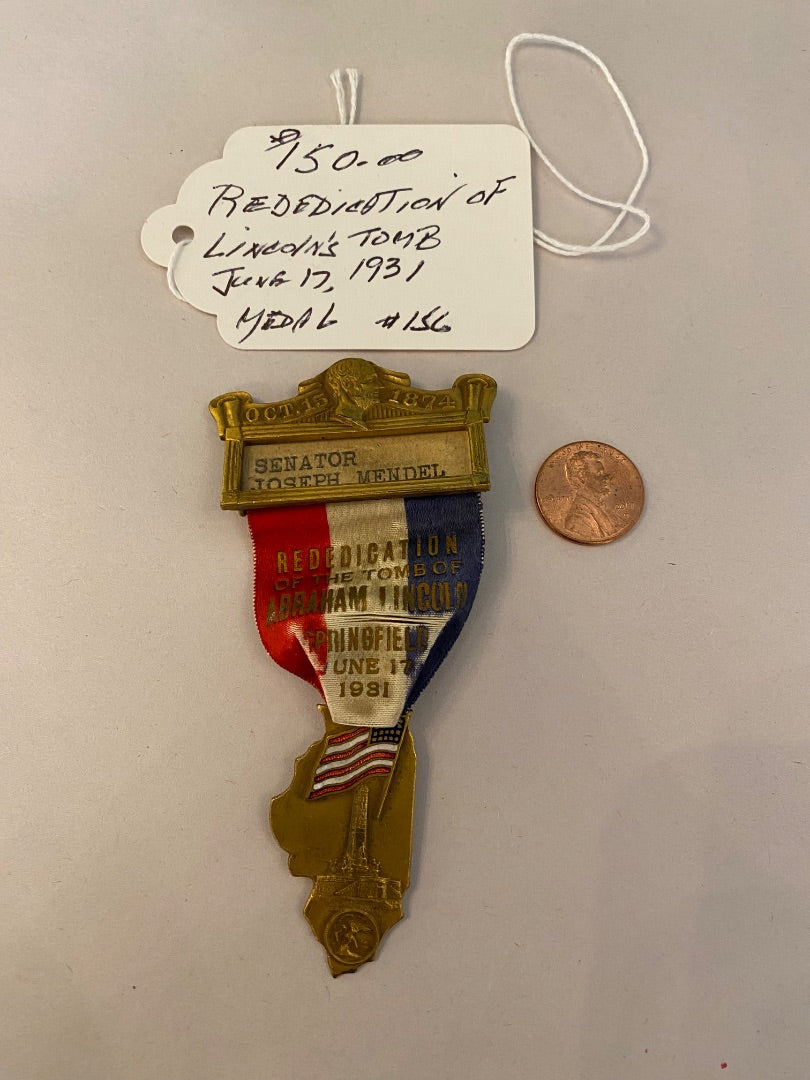 $150.00
REDEDICATION OF
LINCOLN'S TOMB
JUNE 17, 1931
MEDAL #156
OCT. 15 1874
SENATOR
JOSEPH MENDEL
REDEDICATION
OF THE TOMB OF
ABRAHAM LINCOLN
SPRINGFIELD
JUNE 17
1931